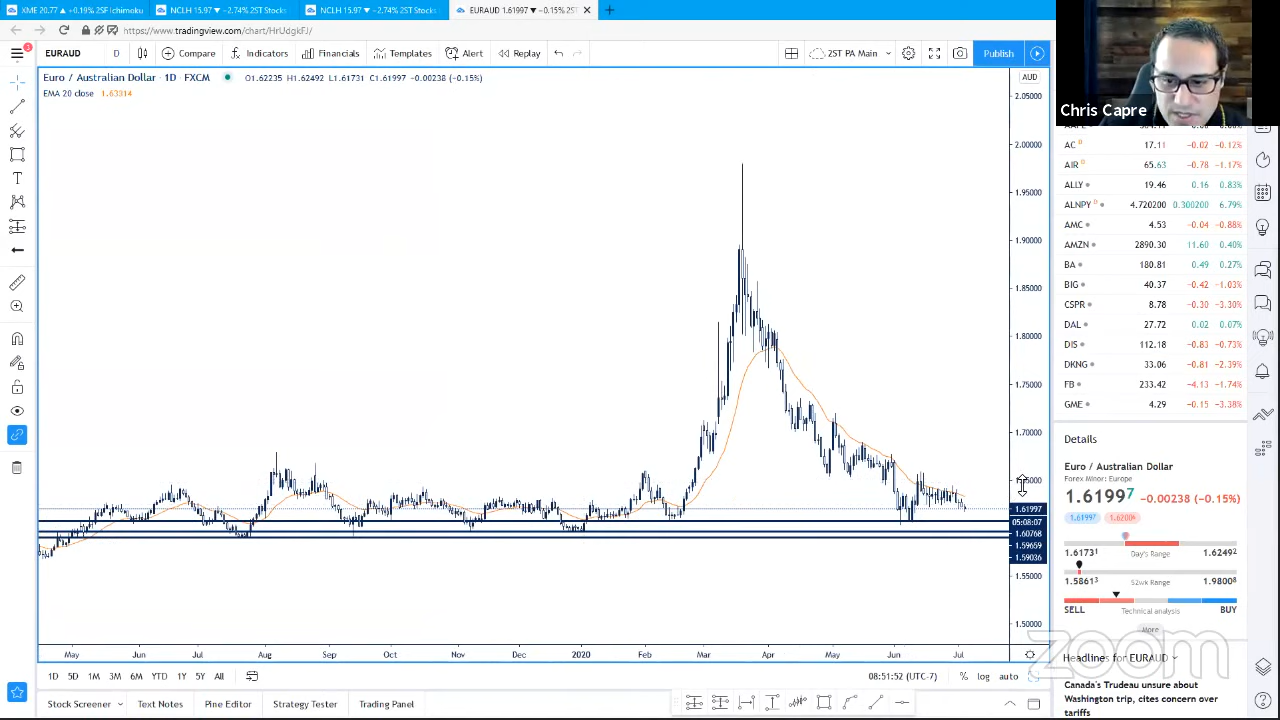 XME 20.77 ▲ +0.19% 2SF Ichimoku
NCLH 15.97 ▼ −2.74% 2ST Stocks
NCLH 15.97 ▼ −2.74% 2ST Stocks
EURAUD 1.61997 ▼ −0.15% 2ST
https://www.tradingview.com/chart/HrUdgkFJ/
EURAUD
D
Compare
Indicators
Financials
Templates
Alert
Replay
2ST PA Main
Publish
Chris Capre
Euro / Australian Dollar · 1D · FXCM
O1.62235 H1.62492 L1.61731 C1.61997 −0.00238 (−0.15%)
EMA 20 close 1.63314
AUD
2.05000
2.00000
1.95000
1.90000
1.85000
1.80000
1.75000
1.70000
1.61997
05:08:07
1.60768
1.59659
1.59036
1.55000
1.50000
May
Jun
Jul
Aug
Sep
Oct
Nov
Dec
2020
Feb
Mar
Apr
May
Jun
Jul
AC 17.11 −0.02 −0.12%
AIR 65.63 −0.78 −1.17%
ALLY 19.46 0.16 0.83%
ALNPY 4.720200 0.300200 6.79%
AMC 4.53 −0.04 −0.88%
AMZN 2890.30 11.60 0.40%
BA 180.81 0.49 0.27%
BIG 40.37 −0.42 −1.03%
CSPR 8.78 −0.30 −3.30%
DAL 27.72 0.02 0.07%
DIS 112.18 −0.83 −0.73%
DKNG 33.06 −0.81 −2.39%
FB 233.42 −4.13 −1.74%
GME 4.29 −0.15 −3.38%
Details
Euro / Australian Dollar
Forex Minor: Europe
1.61997 −0.00238 (−0.15%)
1.61997 1.62004
1.61731 Day's Range 1.62492
1.58613 52wk Range 1.98008
SELL Technical analysis BUY
More
zoom
Headlines for EURAUD
Canada's Trudeau unsure about
Washington trip, cites concern over
tariffs
1D 5D 1M 3M 6M YTD 1Y 5Y All
08:51:52 (UTC-7)
% log auto
Stock Screener
Text Notes
Pine Editor
Strategy Tester
Trading Panel